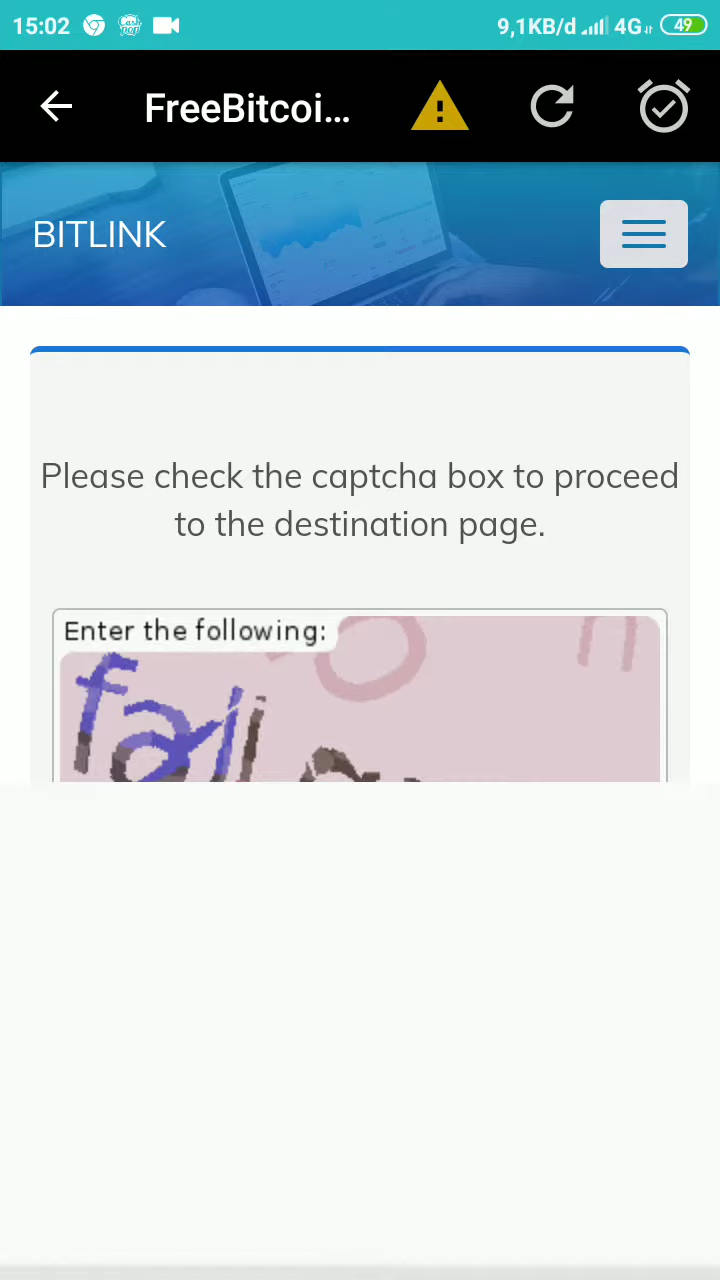 15:02 9,1KB/d 4G 49
FreeBitcoi...
BITLINK
Please check the captcha box to proceed
to the destination page.
Enter the following: